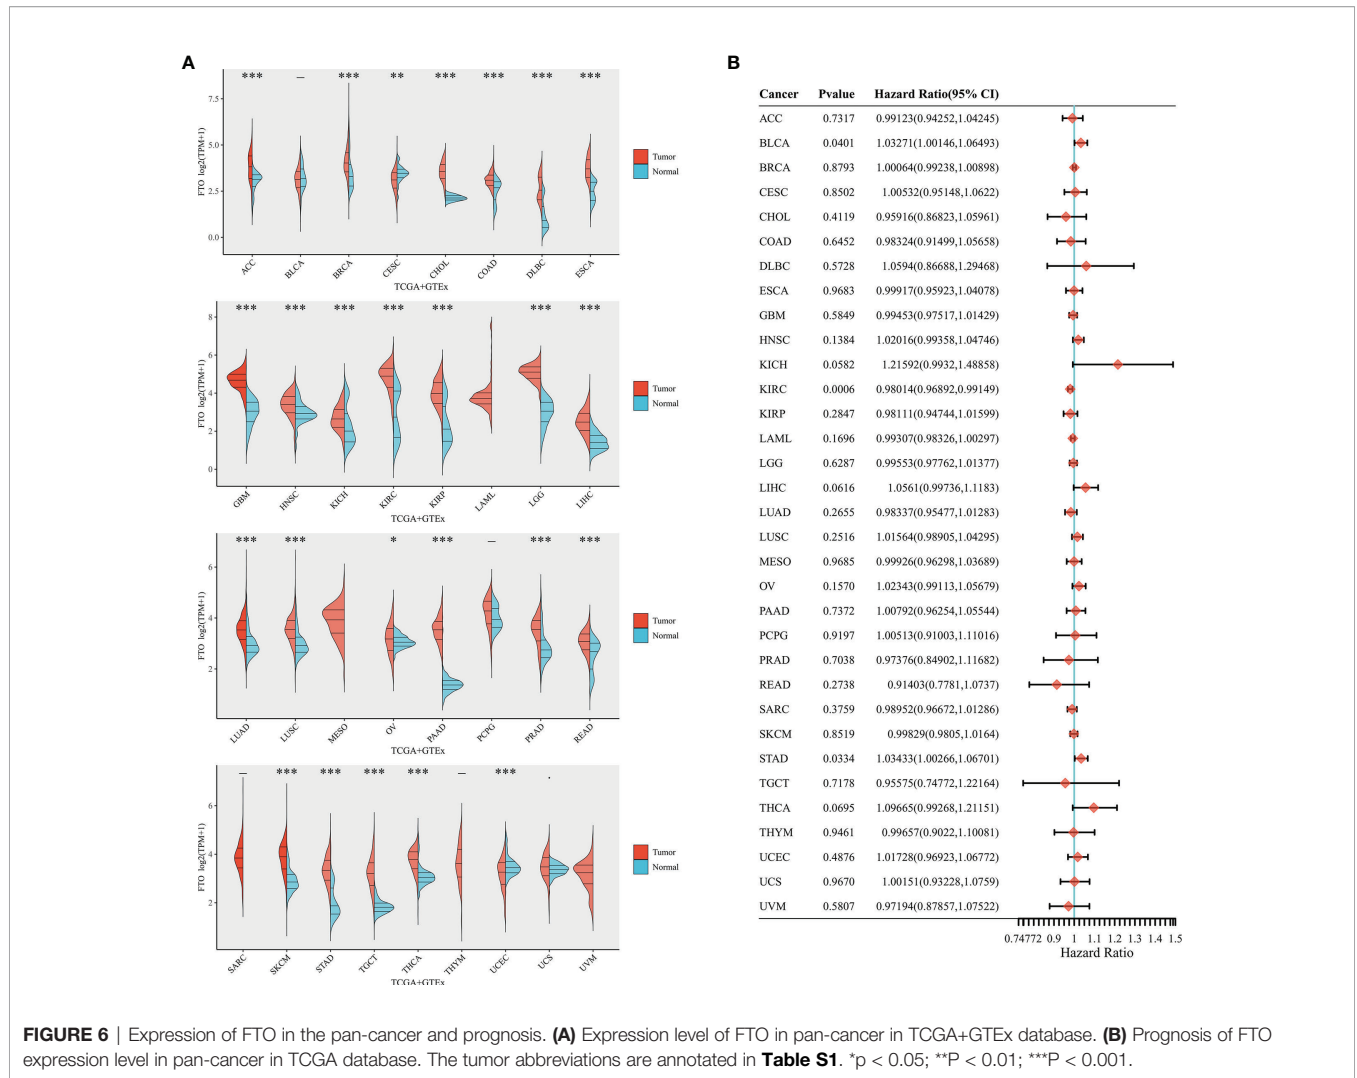 A
*** – *** ** *** *** *** ***
7.5
5.0
2.5
0.0
FTO log2(TPM+1)
ACC BLCA BRCA CESC CHOL COAD DLBC ESCA
TCGA+GTEx
Tumor
Normal
*** *** *** *** *** *** ***
8
6
4
2
0
FTO log2(TPM+1)
GBM HNSC KICH KIRC KIRP LAML LGG LIHC
TCGA+GTEx
Tumor
Normal
*** *** * *** – *** ***
6
4
2
FTO log2(TPM+1)
LUAD LUSC MESO OV PAAD PCPG PRAD READ
TCGA+GTEx
Tumor
Normal
– *** *** *** *** – *** .
6
4
2
FTO log2(TPM+1)
SARC SKCM STAD TGCT THCA THYM UCEC UCS UVM
TCGA+GTEx
Tumor
Normal
B
Cancer Pvalue Hazard Ratio(95% CI)
ACC 0.7317 0.99123(0.94252,1.04245)
BLCA 0.0401 1.03271(1.00146,1.06493)
BRCA 0.8793 1.00064(0.99238,1.00898)
CESC 0.8502 1.00532(0.95148,1.0622)
CHOL 0.4119 0.95916(0.86823,1.05961)
COAD 0.6452 0.98324(0.91499,1.05658)
DLBC 0.5728 1.0594(0.86688,1.29468)
ESCA 0.9683 0.99917(0.95923,1.04078)
GBM 0.5849 0.99453(0.97517,1.01429)
HNSC 0.1384 1.02016(0.99358,1.04746)
KICH 0.0582 1.21592(0.9932,1.48858)
KIRC 0.0006 0.98014(0.96892,0.99149)
KIRP 0.2847 0.98111(0.94744,1.01599)
LAML 0.1696 0.99307(0.98326,1.00297)
LGG 0.6287 0.99553(0.97762,1.01377)
LIHC 0.0616 1.0561(0.99736,1.1183)
LUAD 0.2655 0.98337(0.95477,1.01283)
LUSC 0.2516 1.01564(0.98905,1.04295)
MESO 0.9685 0.99926(0.96298,1.03689)
OV 0.1570 1.02343(0.99113,1.05679)
PAAD 0.7372 1.00792(0.96254,1.05544)
PCPG 0.9197 1.00513(0.91003,1.11016)
PRAD 0.7038 0.97376(0.84902,1.11682)
READ 0.2738 0.91403(0.7781,1.0737)
SARC 0.3759 0.98952(0.96672,1.01286)
SKCM 0.8519 0.99829(0.9805,1.0164)
STAD 0.0334 1.03433(1.00266,1.06701)
TGCT 0.7178 0.95575(0.74772,1.22164)
THCA 0.0695 1.09665(0.99268,1.21151)
THYM 0.9461 0.99657(0.9022,1.10081)
UCEC 0.4876 1.01728(0.96923,1.06772)
UCS 0.9670 1.00151(0.93228,1.0759)
UVM 0.5807 0.97194(0.87857,1.07522)
0.74772 0.9 1 1.1 1.2 1.3 1.4 1.5
Hazard Ratio
FIGURE 6 | Expression of FTO in the pan-cancer and prognosis. (A) Expression level of FTO in pan-cancer in TCGA+GTEx database. (B) Prognosis of FTO
expression level in pan-cancer in TCGA database. The tumor abbreviations are annotated in Table S1. *p < 0.05; **P < 0.01; ***P < 0.001.